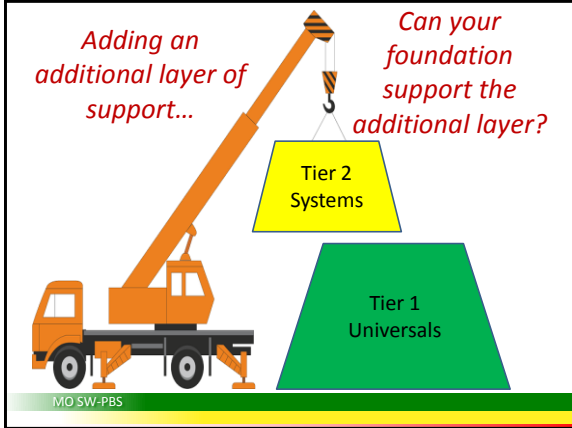 Adding an
additional layer of
support...
Can your
foundation
support the
additional layer?
Tier 2
Systems
Tier 1
Universals
MO SW-PBS